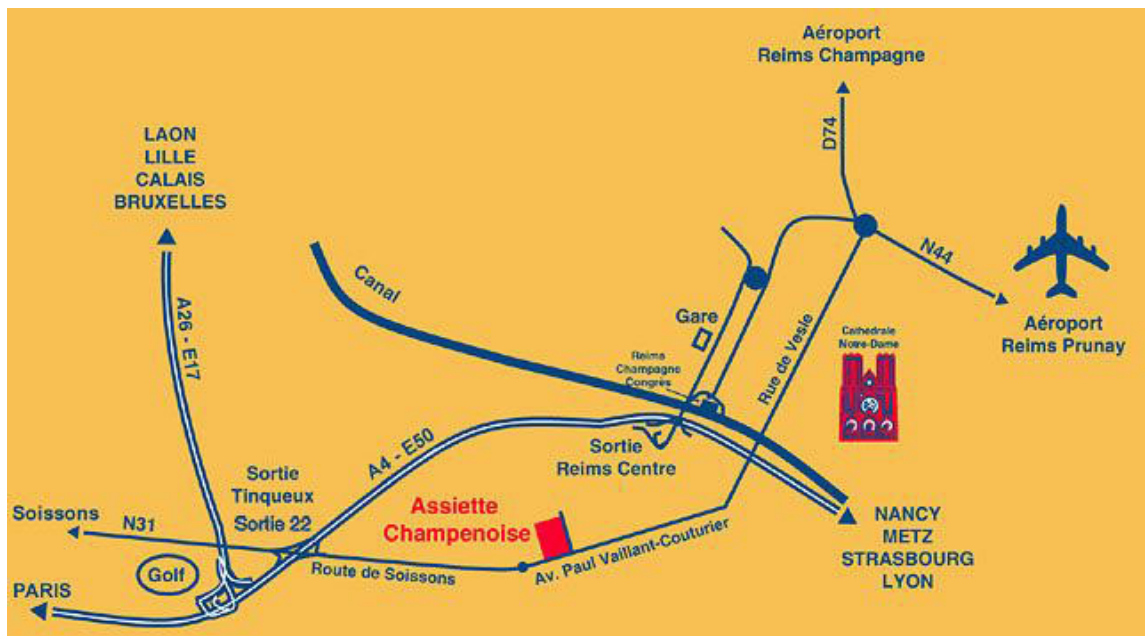 Aéroport
Reims Champagne
D74
LAON
LILLE
CALAIS
BRUXELLES
A26 - E17
Canal
N44
Gare
Aéroport
Reims Prunay
Cathédrale
Notre-Dame
Reims
Champagne
Congrès
Rue de Vesle
A4 - E50
Sortie
Reims Centre
Sortie
Tinqueux
Sortie 22
Assiette
Champenoise
Soissons
N31
NANCY
METZ
STRASBOURG
LYON
Av. Paul Vaillant-Couturier
Route de Soissons
Golf
PARIS